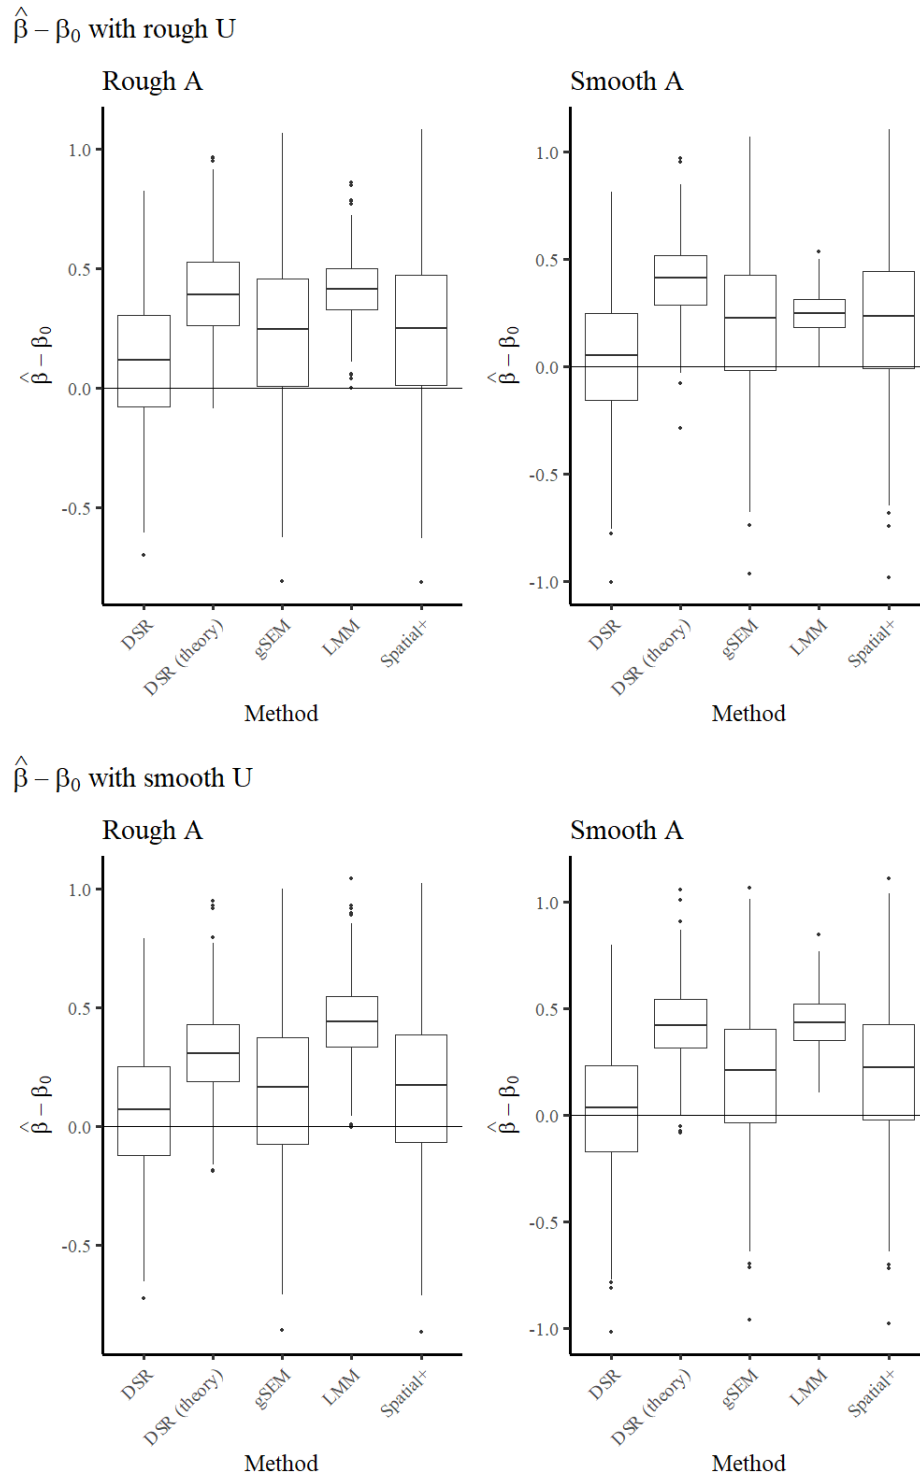 β̂ – β₀ with rough U
Rough A
1.0
0.5
0.0
-0.5
β̂ – β₀
DSR
DSR (theory)
gSEM
LMM
Spatial+
Method
Smooth A
1.0
0.5
0.0
-0.5
-1.0
β̂ – β₀
DSR
DSR (theory)
gSEM
LMM
Spatial+
Method
β̂ – β₀ with smooth U
Rough A
1.0
0.5
0.0
-0.5
β̂ – β₀
DSR
DSR (theory)
gSEM
LMM
Spatial+
Method
Smooth A
1.0
0.5
0.0
-0.5
-1.0
β̂ – β₀
DSR
DSR (theory)
gSEM
LMM
Spatial+
Method